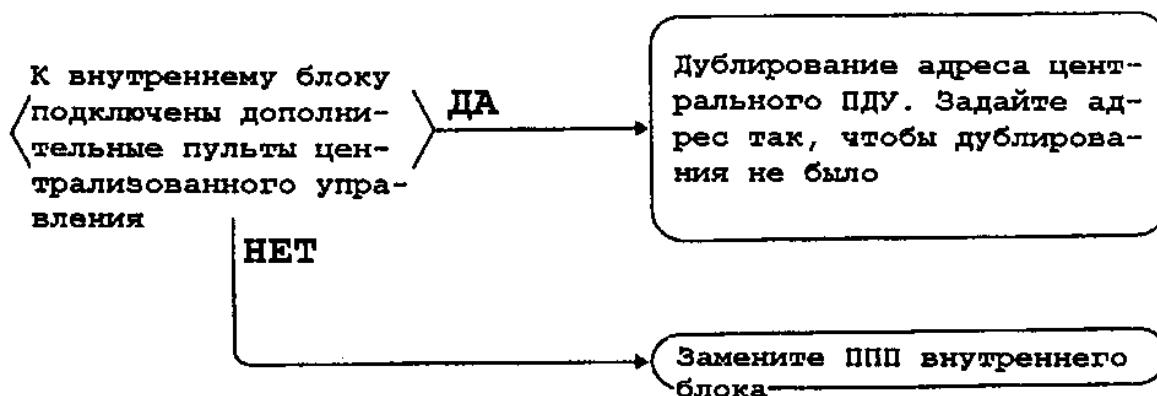 К внутреннему блоку
подключены дополни-
тельные пульты цен-
трализованного упра-
вления
ДА
Дублирование адреса цент-
рального ПДУ. Задайте ад-
рес так, чтобы дублирова-
ния не было
НЕТ
Замените ППП внутреннего
блока